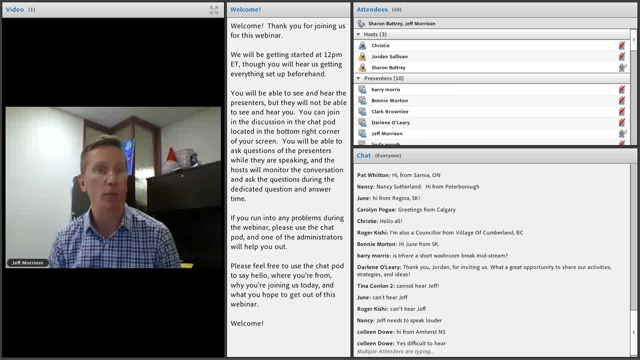 Video (1)
Jeff Morrison
Welcome!
Welcome! Thank you for joining us
for this webinar.
We will be getting started at 12pm
ET, though you will hear us getting
everything set up beforehand.
You will be able to see and hear the
presenters, but they will not be able
to see and hear you. You can join
in the discussion in the chat pod
located in the bottom right corner
of your screen. You will be able to
ask questions of the presenters
while they are speaking, and the
hosts will monitor the conversation
and ask the questions during the
dedicated question and answer
time.
If you run into any problems during
the webinar, please use the chat
pod, and one of the administrators
will help you out.
Please feel free to use the chat pod
to say hello, where you're from,
why you're joining us today, and
what you hope to get out of this
webinar.
Welcome!
Attendees (50)
Sharon Buttrey, Jeff Morrison
Hosts (3)
Christie
Jordan Sullivan
Sharon Buttrey
Presenters (10)
barry morris
Bonnie Morton
Clark Brownlee
Darlene O'Leary
Jeff Morrison
Chat (Everyone)
Pat Whitton: Hi, from Sarnia, ON
Nancy: Nancy Sutherland: Hi from Peterborough
June: hi from Regina, SK!
Carolyn Pogue: Greetings from Calgary
Christie: Hello all!
Roger Kishi: I'm also a Councillor from Village Of Cumberland, BC
Bonnie Morton: Hi June from SK.
barry morris: is there a short washroom break mid-stream?
Darlene O'Leary: Thank you, Jordan, for inviting us. What a great opportunity to share our activities,
strategies, and ideas!
Tina Conlon 2: cannot hear Jeff!
June: can't hear Jeff
Roger Kishi: can't hear Jeff
Nancy: Jeff needs to speak louder
colleen Dowe: hi from Amherst NS
colleen Dowe: Yes difficult to hear
Multiple Attendees are typing..